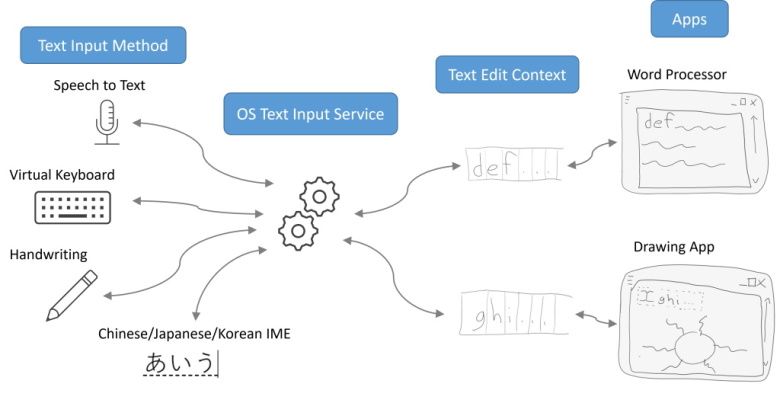 Text Input Method
Speech to Text
Virtual Keyboard
Handwriting
Chinese/Japanese/Korean IME
あいう
OS Text Input Service
Text Edit Context
def...
ghi...
Apps
Word Processor
def
Drawing App
xghi...